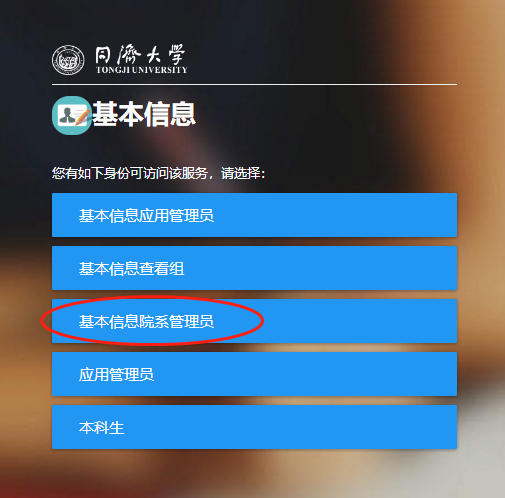 同濟大学
TONGJI UNIVERSITY
基本信息
您有如下身份可访问该服务，请选择：
基本信息应用管理员
基本信息查看组
基本信息院系管理员
应用管理员
本科生